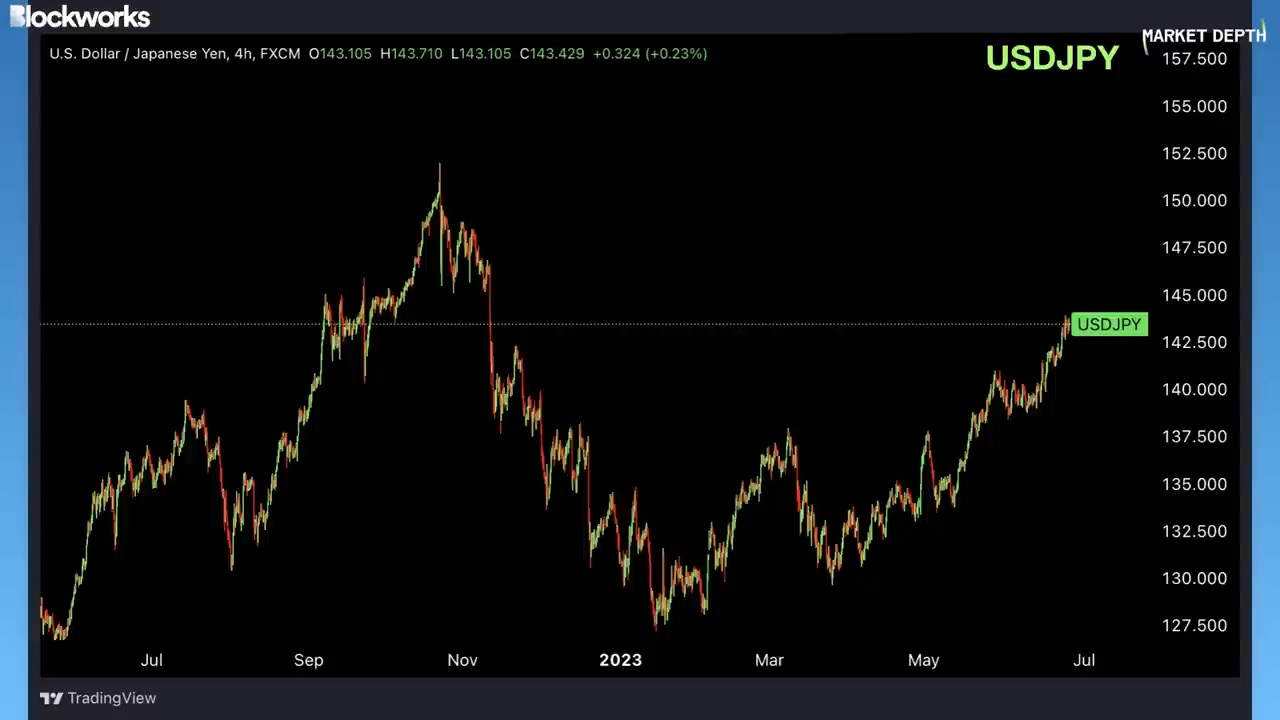 Blockworks
MARKET DEPTH
U.S. Dollar / Japanese Yen, 4h, FXCM O143.105 H143.710 L143.105 C143.429 +0.324 (+0.23%)
USDJPY
157.500
155.000
152.500
150.000
147.500
145.000
USDJPY
142.500
140.000
137.500
135.000
132.500
130.000
127.500
Jul Sep Nov 2023 Mar May Jul
TradingView